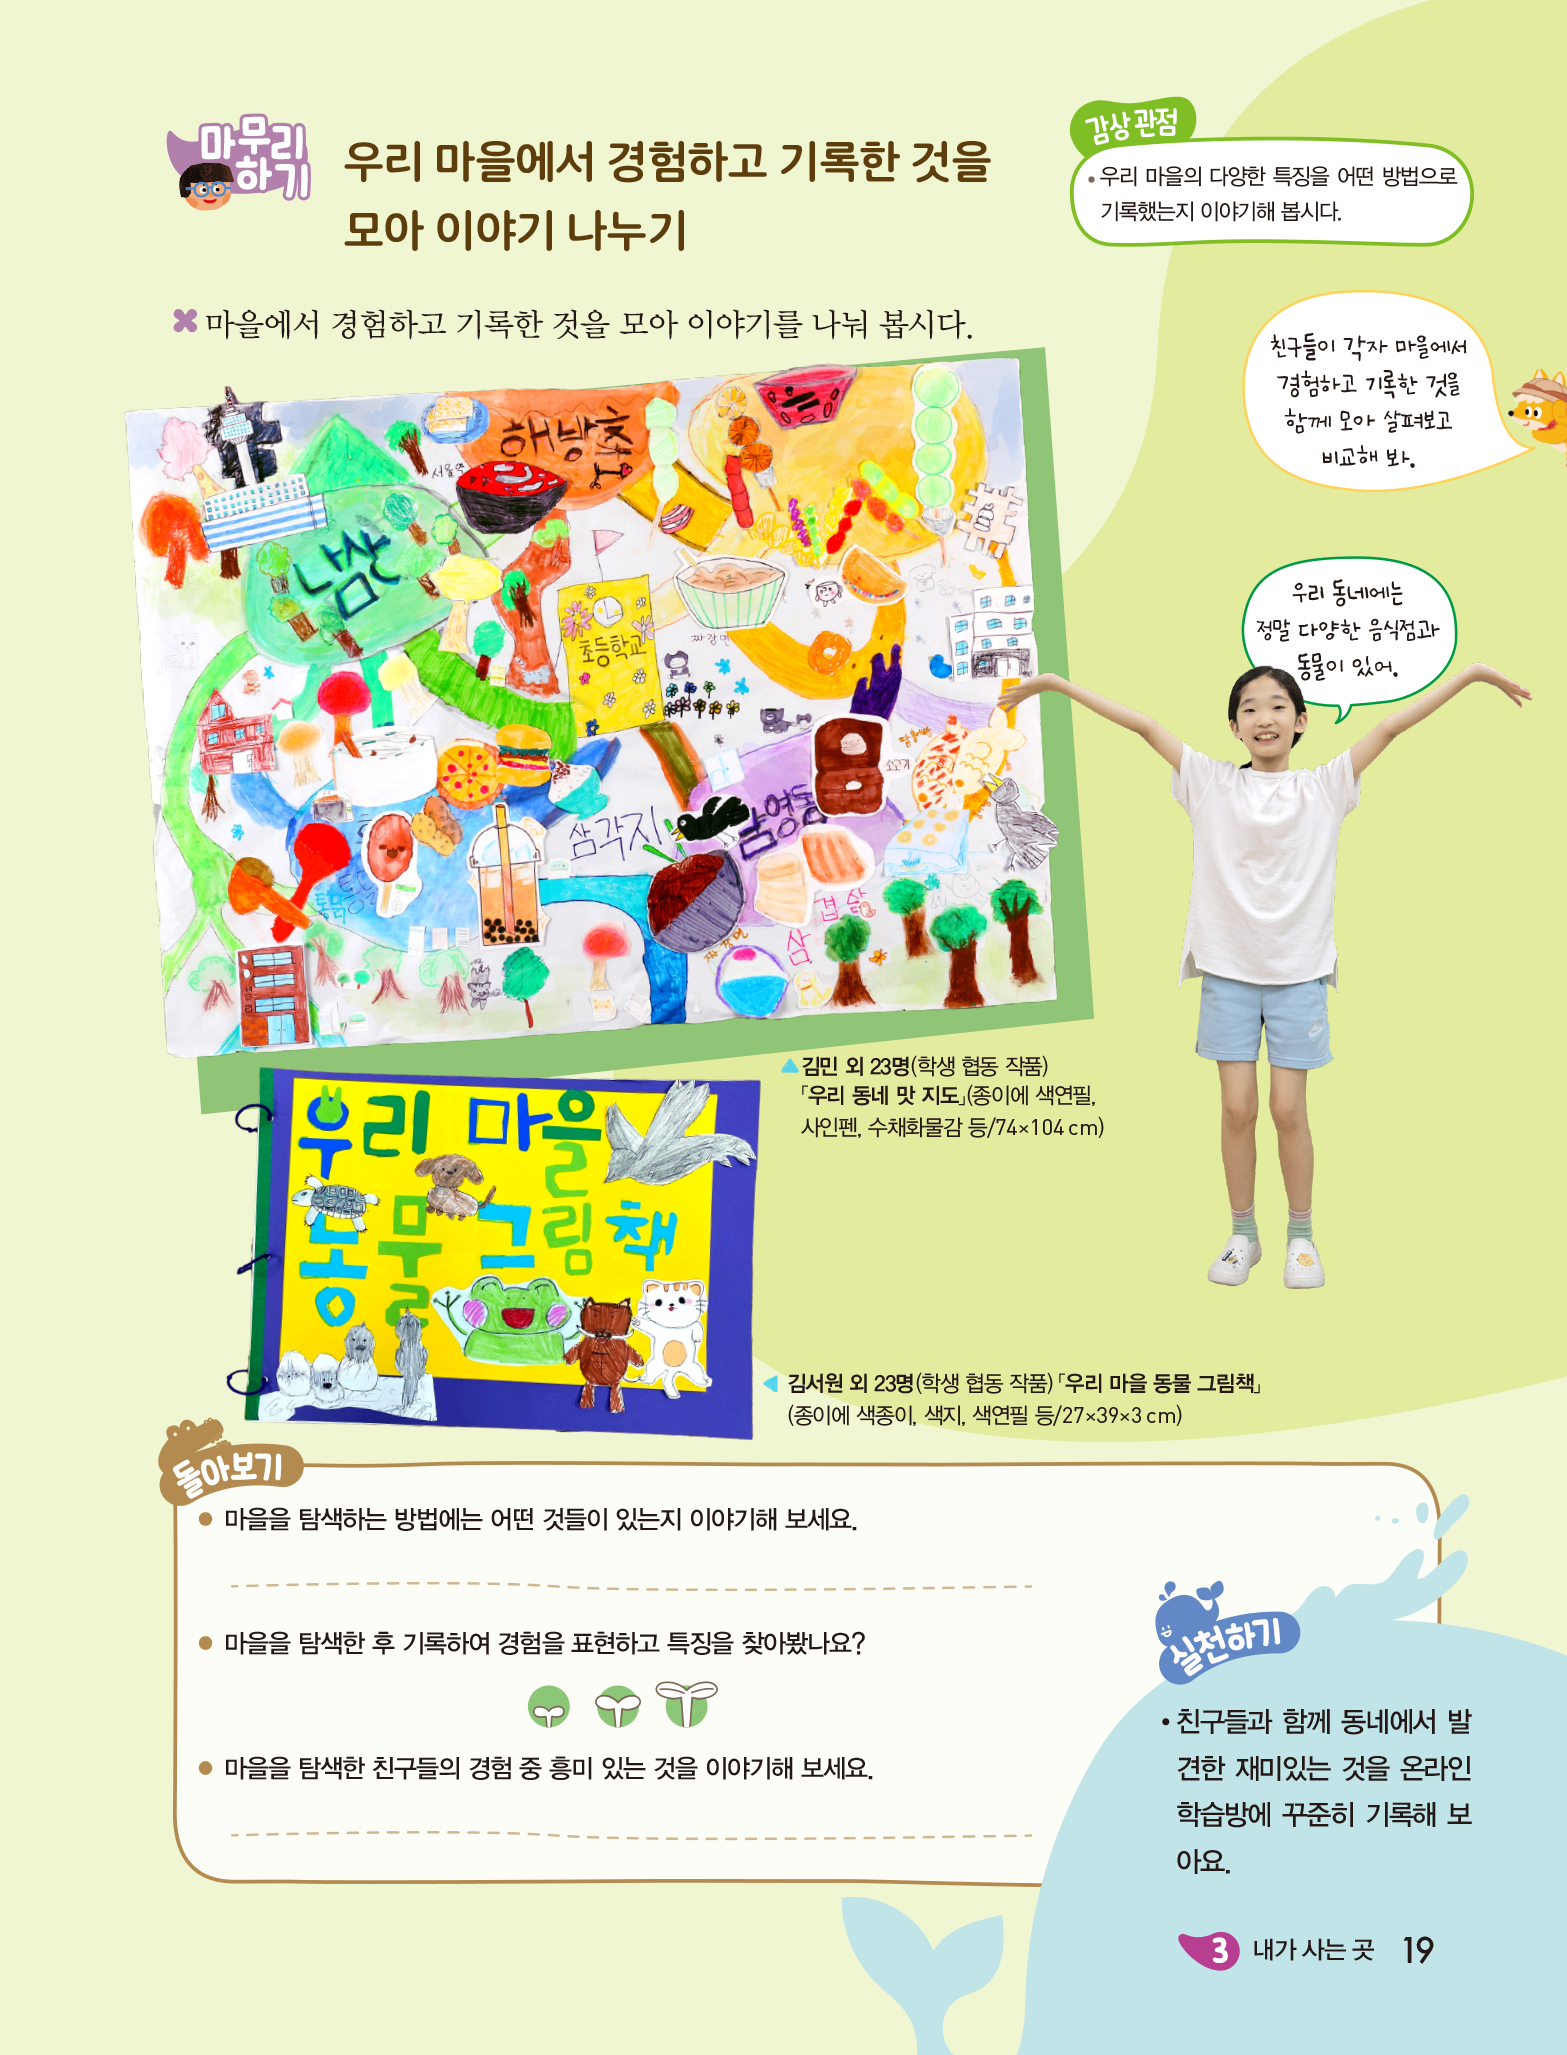 마무리
하기
우리 마을에서 경험하고 기록한 것을
모아 이야기 나누기
감상 관점
• 우리 마을의 다양한 특징을 어떤 방법으로
기록했는지 이야기해 봅시다.
마을에서 경험하고 기록한 것을 모아 이야기를 나눠 봅시다.
친구들이 각자 마을에서
경험하고 기록한 것을
함께 모아 살펴보고
비교해 봐.
우리 동네에는
정말 다양한 음식점과
동물이 있어.
해방촌
서울역
남산
초등학교
짜장면
소고기
삼각지
남영동
겹살
삼
짜장면
▲ 김민 외 23명(학생 협동 작품)
「우리 동네 맛 지도」(종이에 색연필,
사인펜, 수채화물감 등/74×104 cm)
우리 마을
동물 그림책
◀ 김서원 외 23명(학생 협동 작품) 「우리 마을 동물 그림책」
(종이에 색종이, 색지, 색연필 등/27×39×3 cm)
돌아보기
● 마을을 탐색하는 방법에는 어떤 것들이 있는지 이야기해 보세요.
● 마을을 탐색한 후 기록하여 경험을 표현하고 특징을 찾아봤나요?
● 마을을 탐색한 친구들의 경험 중 흥미 있는 것을 이야기해 보세요.
실천하기
• 친구들과 함께 동네에서 발
견한 재미있는 것을 온라인
학습방에 꾸준히 기록해 보
아요.
3 내가 사는 곳 19